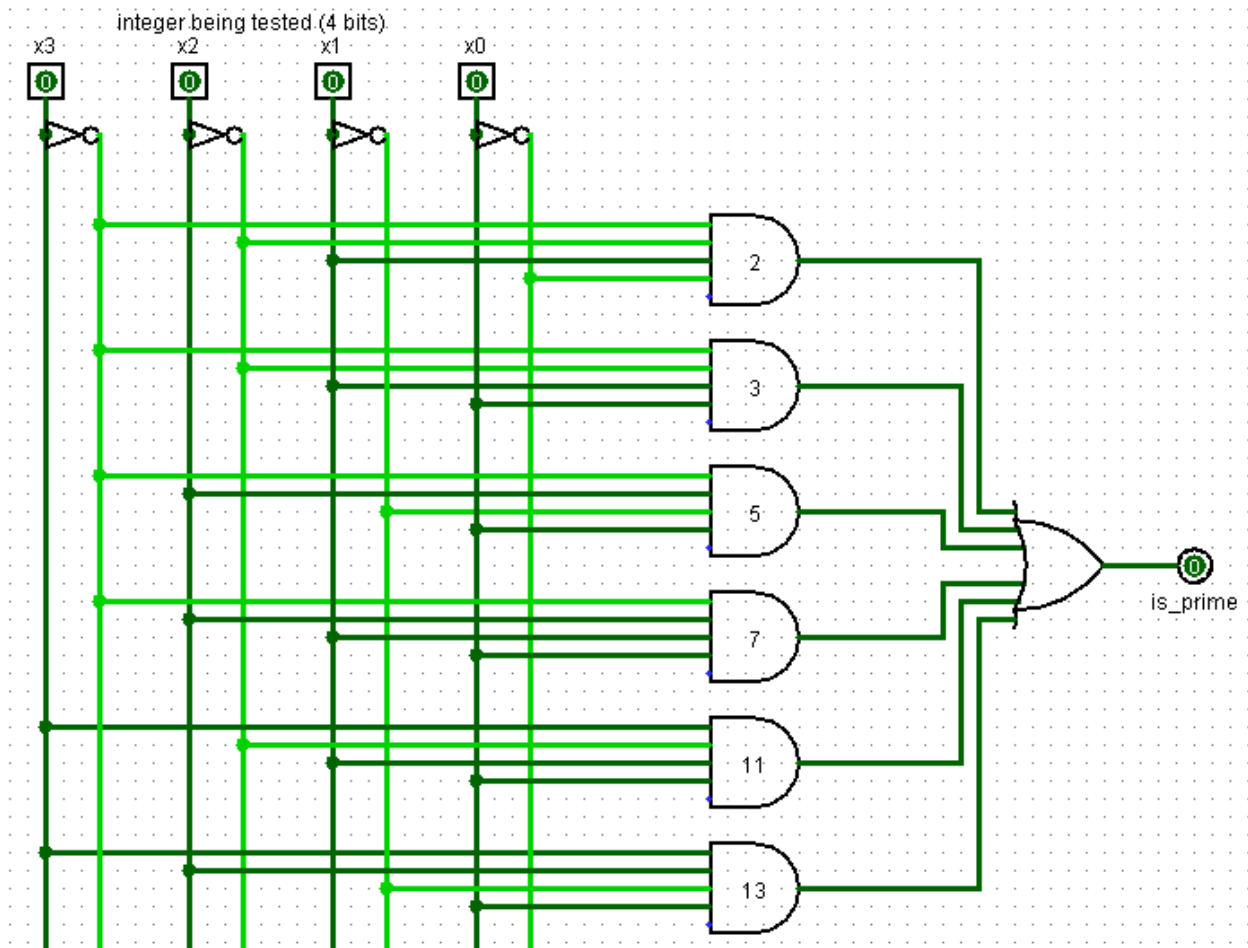 integer being tested (4 bits)
x3 x2 x1 x0
0 0 0 0
2
3
5
0
is_prime
7
11
13